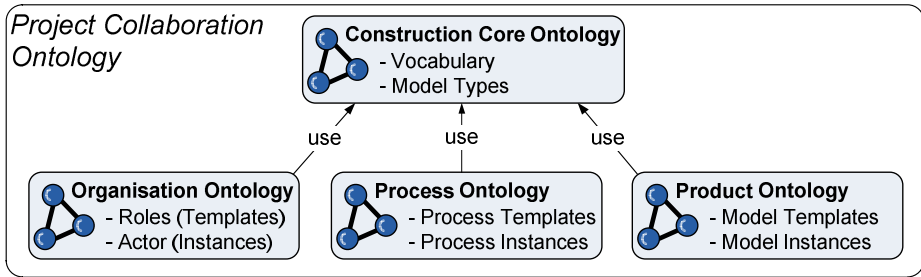 Project Collaboration
Ontology
Construction Core Ontology
- Vocabulary
- Model Types
use
use
use
Organisation Ontology
- Roles (Templates)
- Actor (Instances)
Process Ontology
- Process Templates
- Process Instances
Product Ontology
- Model Templates
- Model Instances